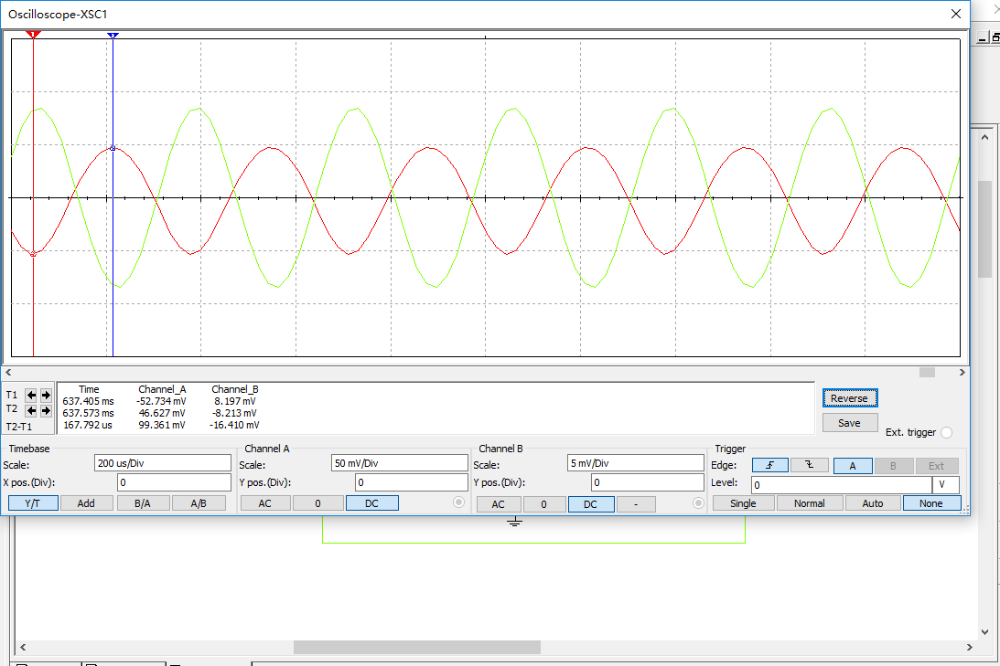 Oscilloscope-XSC1
1
2
Time Channel_A Channel_B
T1 637.405 ms -52.734 mV 8.197 mV
T2 637.573 ms 46.627 mV -8.213 mV
T2-T1 167.792 us 99.361 mV -16.410 mV
Reverse
Save
Ext. trigger
Timebase
Scale: 200 us/Div
X pos.(Div): 0
Y/T Add B/A A/B
Channel A
Scale: 50 mV/Div
Y pos.(Div): 0
AC 0 DC
Channel B
Scale: 5 mV/Div
Y pos.(Div): 0
AC 0 DC -
Trigger
Edge: A B Ext
Level: 0 V
Single Normal Auto None